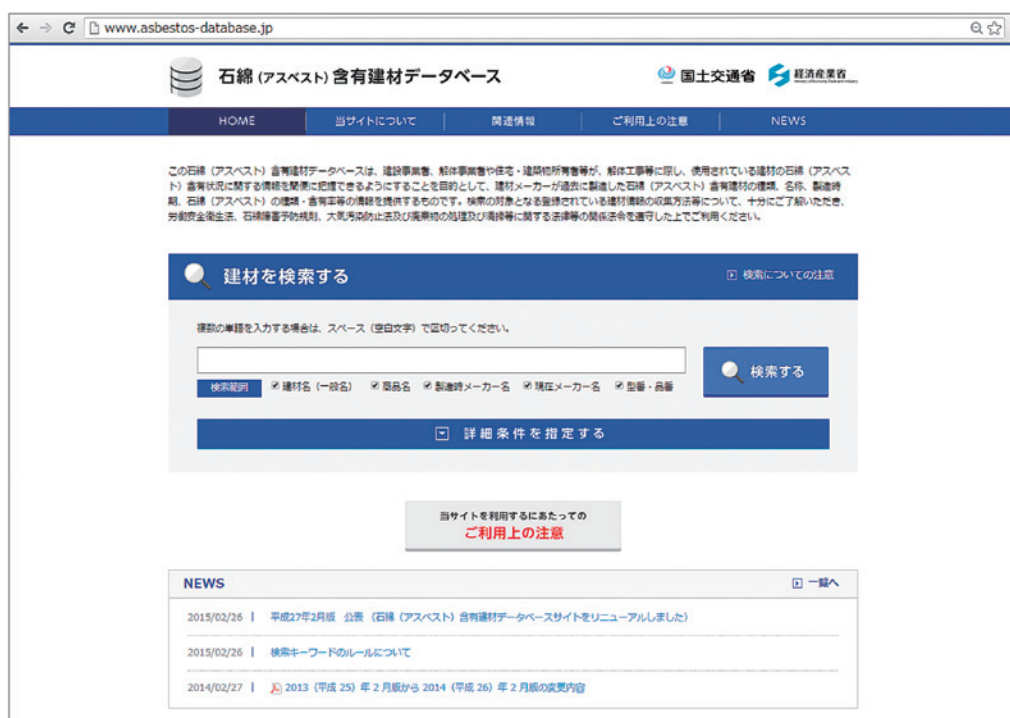 www.asbestos-database.jp
石綿（アスベスト）含有建材データベース
国土交通省
経済産業省
HOME
当サイトについて
関連情報
ご利用上の注意
NEWS
この石綿（アスベスト）含有建材データベースは、建設事業者、解体事業者や住宅・建築物所有者等が、解体工事等に際し、使用されている建材の石綿（アスベス
ト）含有状況に関する情報を簡便に把握できるようにすることを目的として、建材メーカーが過去に製造した石綿（アスベスト）含有建材の種類、名称、製造時
期、石綿（アスベスト）の種類・含有率等の情報を提供するものです。検索の対象となる登録されている建材情報の収集方法等について、十分にご了解いただき、
労働安全衛生法、石綿障害予防規則、大気汚染防止法及び廃棄物の処理及び清掃等に関する法律等の関係法令を遵守した上でご利用ください。
建材を検索する
検索についての注意
複数の単語を入力する場合は、スペース（空白文字）で区切ってください。
検索する
検索範囲
建材名（一般名）
商品名
製造時メーカー名
現在メーカー名
型番・品番
詳細条件を指定する
当サイトを利用するにあたっての
ご利用上の注意
NEWS
一覧へ
2015/02/26 平成27年2月版 公表（石綿（アスベスト）含有建材データベースサイトをリニューアルしました）
2015/02/26 検索キーワードのルールについて
2014/02/27 2013（平成 25）年 2 月版から 2014（平成 26）年 2 月版の変更内容